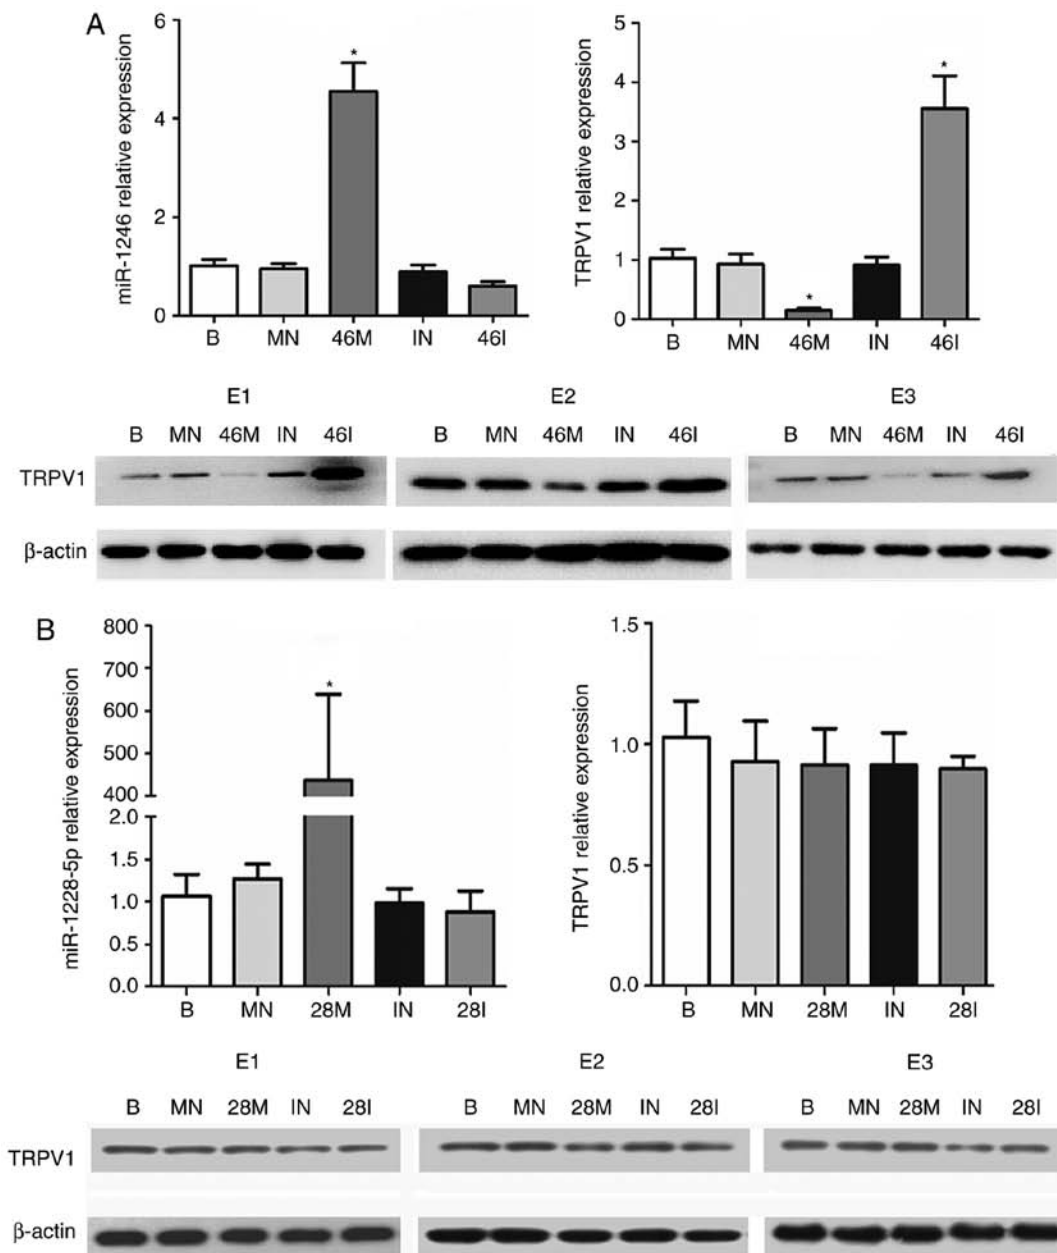 A
miR-1246 relative expression
6
4
2
0
*
B MN 46M IN 46I
TRPV1 relative expression
5
4
3
2
1
0
*
*
B MN 46M IN 46I
E1 E2 E3
B MN 46M IN 46I B MN 46M IN 46I B MN 46M IN 46I
TRPV1
β-actin
B
miR-1228-5p relative expression
800
700
600
500
400
2.0
1.5
1.0
0.5
0.0
*
B MN 28M IN 28I
TRPV1 relative expression
1.5
1.0
0.5
0.0
B MN 28M IN 28I
E1 E2 E3
B MN 28M IN 28I B MN 28M IN 28I B MN 28M IN 28I
TRPV1
β-actin